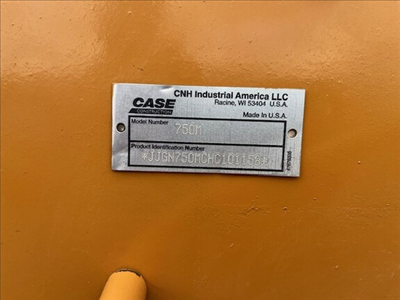 CASE
CONSTRUCTION
CNH Industrial America LLC
Racine, WI 53404 U.S.A.
Made In U.S.A.
Model Number
750M
Product Identification Number